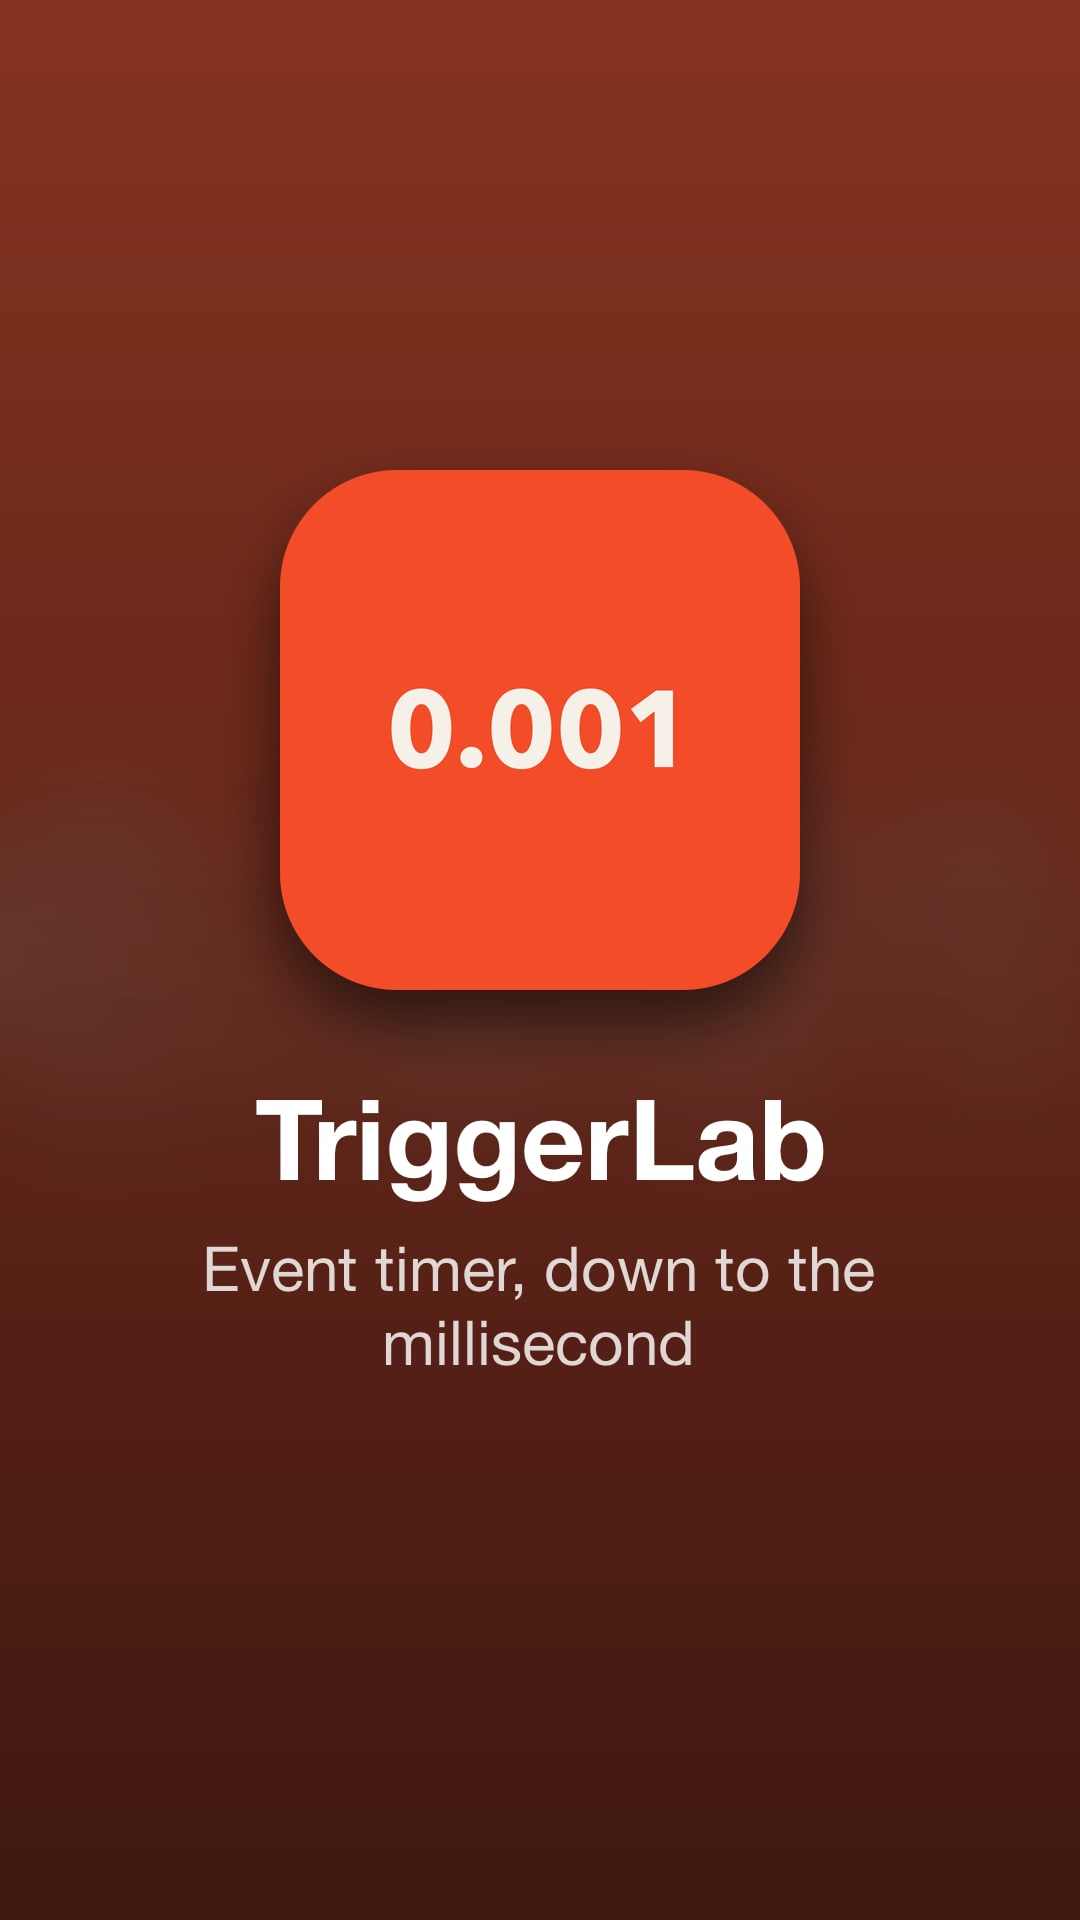 0.001
TriggerLab
Event timer, down to the
millisecond